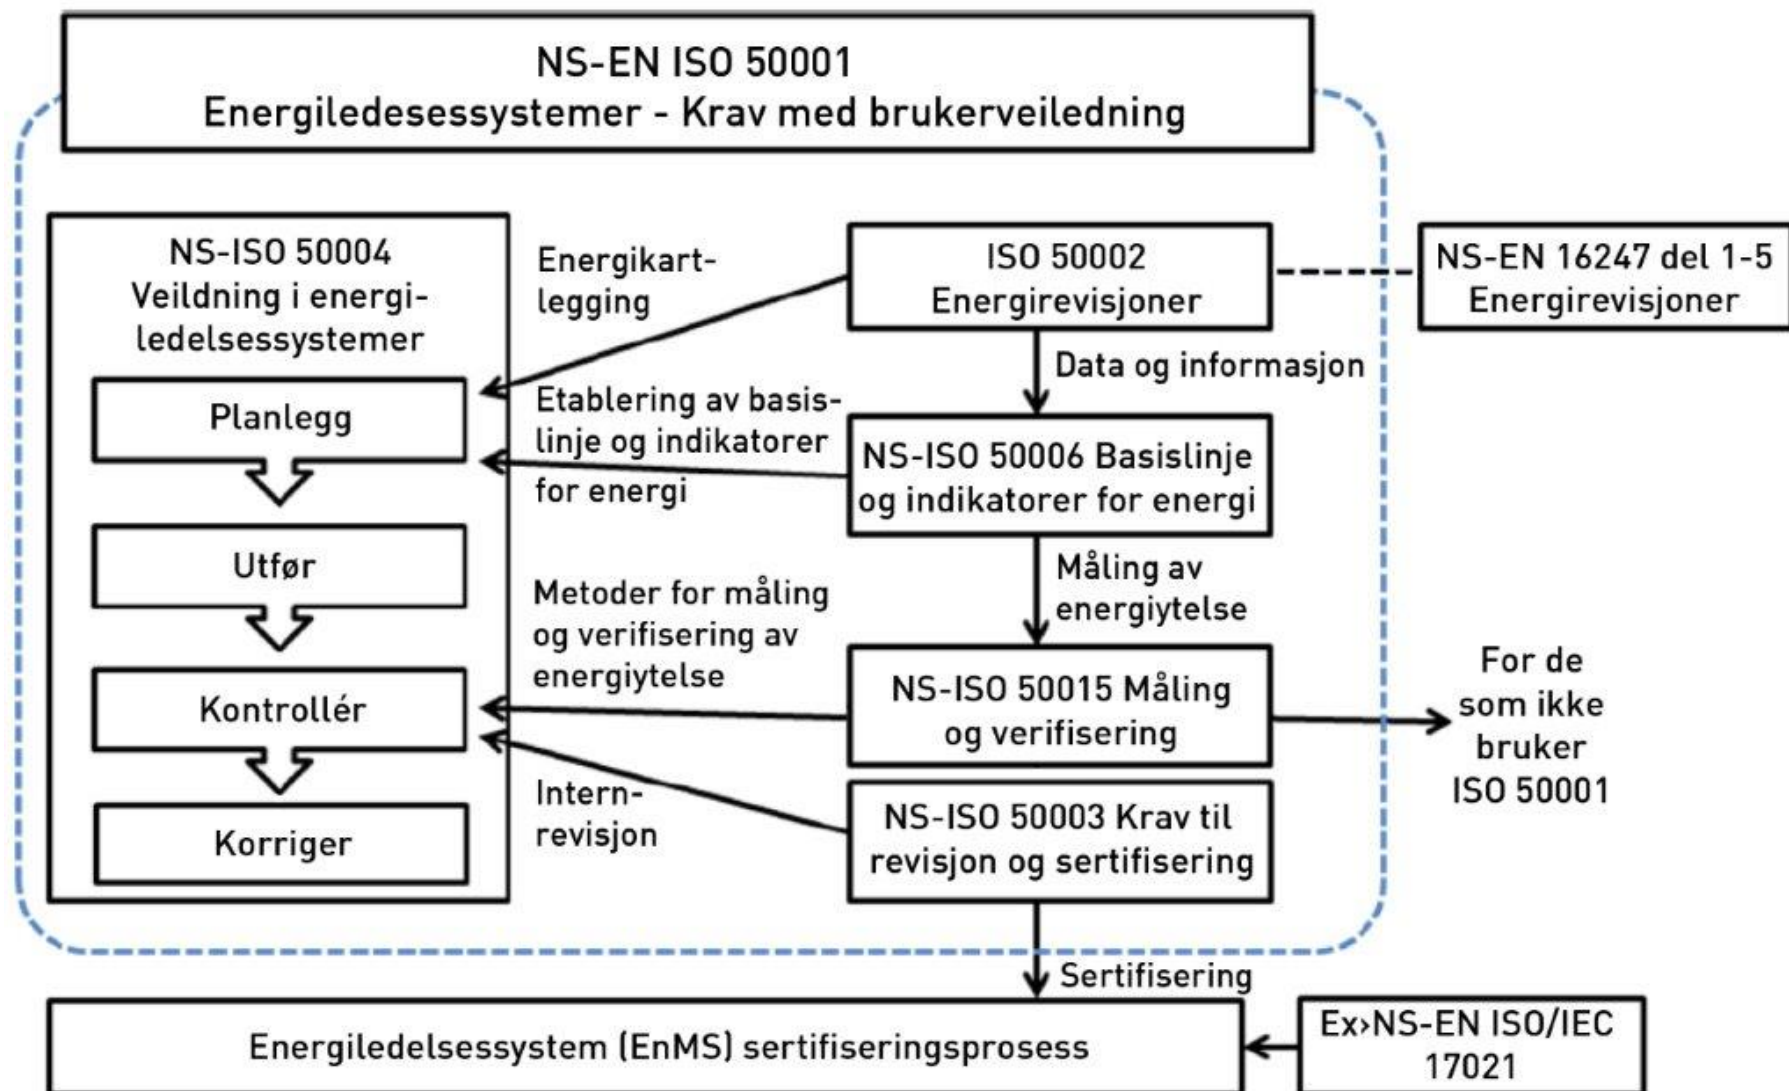 NS-EN ISO 50001
Energiledesessystemer - Krav med brukerveiledning
NS-ISO 50004
Veildning i energi-
ledelsessystemer
Planlegg
Utfør
Kontrollér
Korriger
Energikart-
legging
Etablering av basis-
linje og indikatorer
for energi
Metoder for måling
og verifisering av
energiytelse
Intern-
revisjon
ISO 50002
Energirevisjoner
Data og informasjon
NS-ISO 50006 Basislinje
og indikatorer for energi
Måling av
energiytelse
NS-ISO 50015 Måling
og verifisering
NS-ISO 50003 Krav til
revisjon og sertifisering
Sertifisering
NS-EN 16247 del 1-5
Energirevisjoner
For de
som ikke
bruker
ISO 50001
Energiledelsessystem (EnMS) sertifiseringsprosess
Ex>NS-EN ISO/IEC
17021